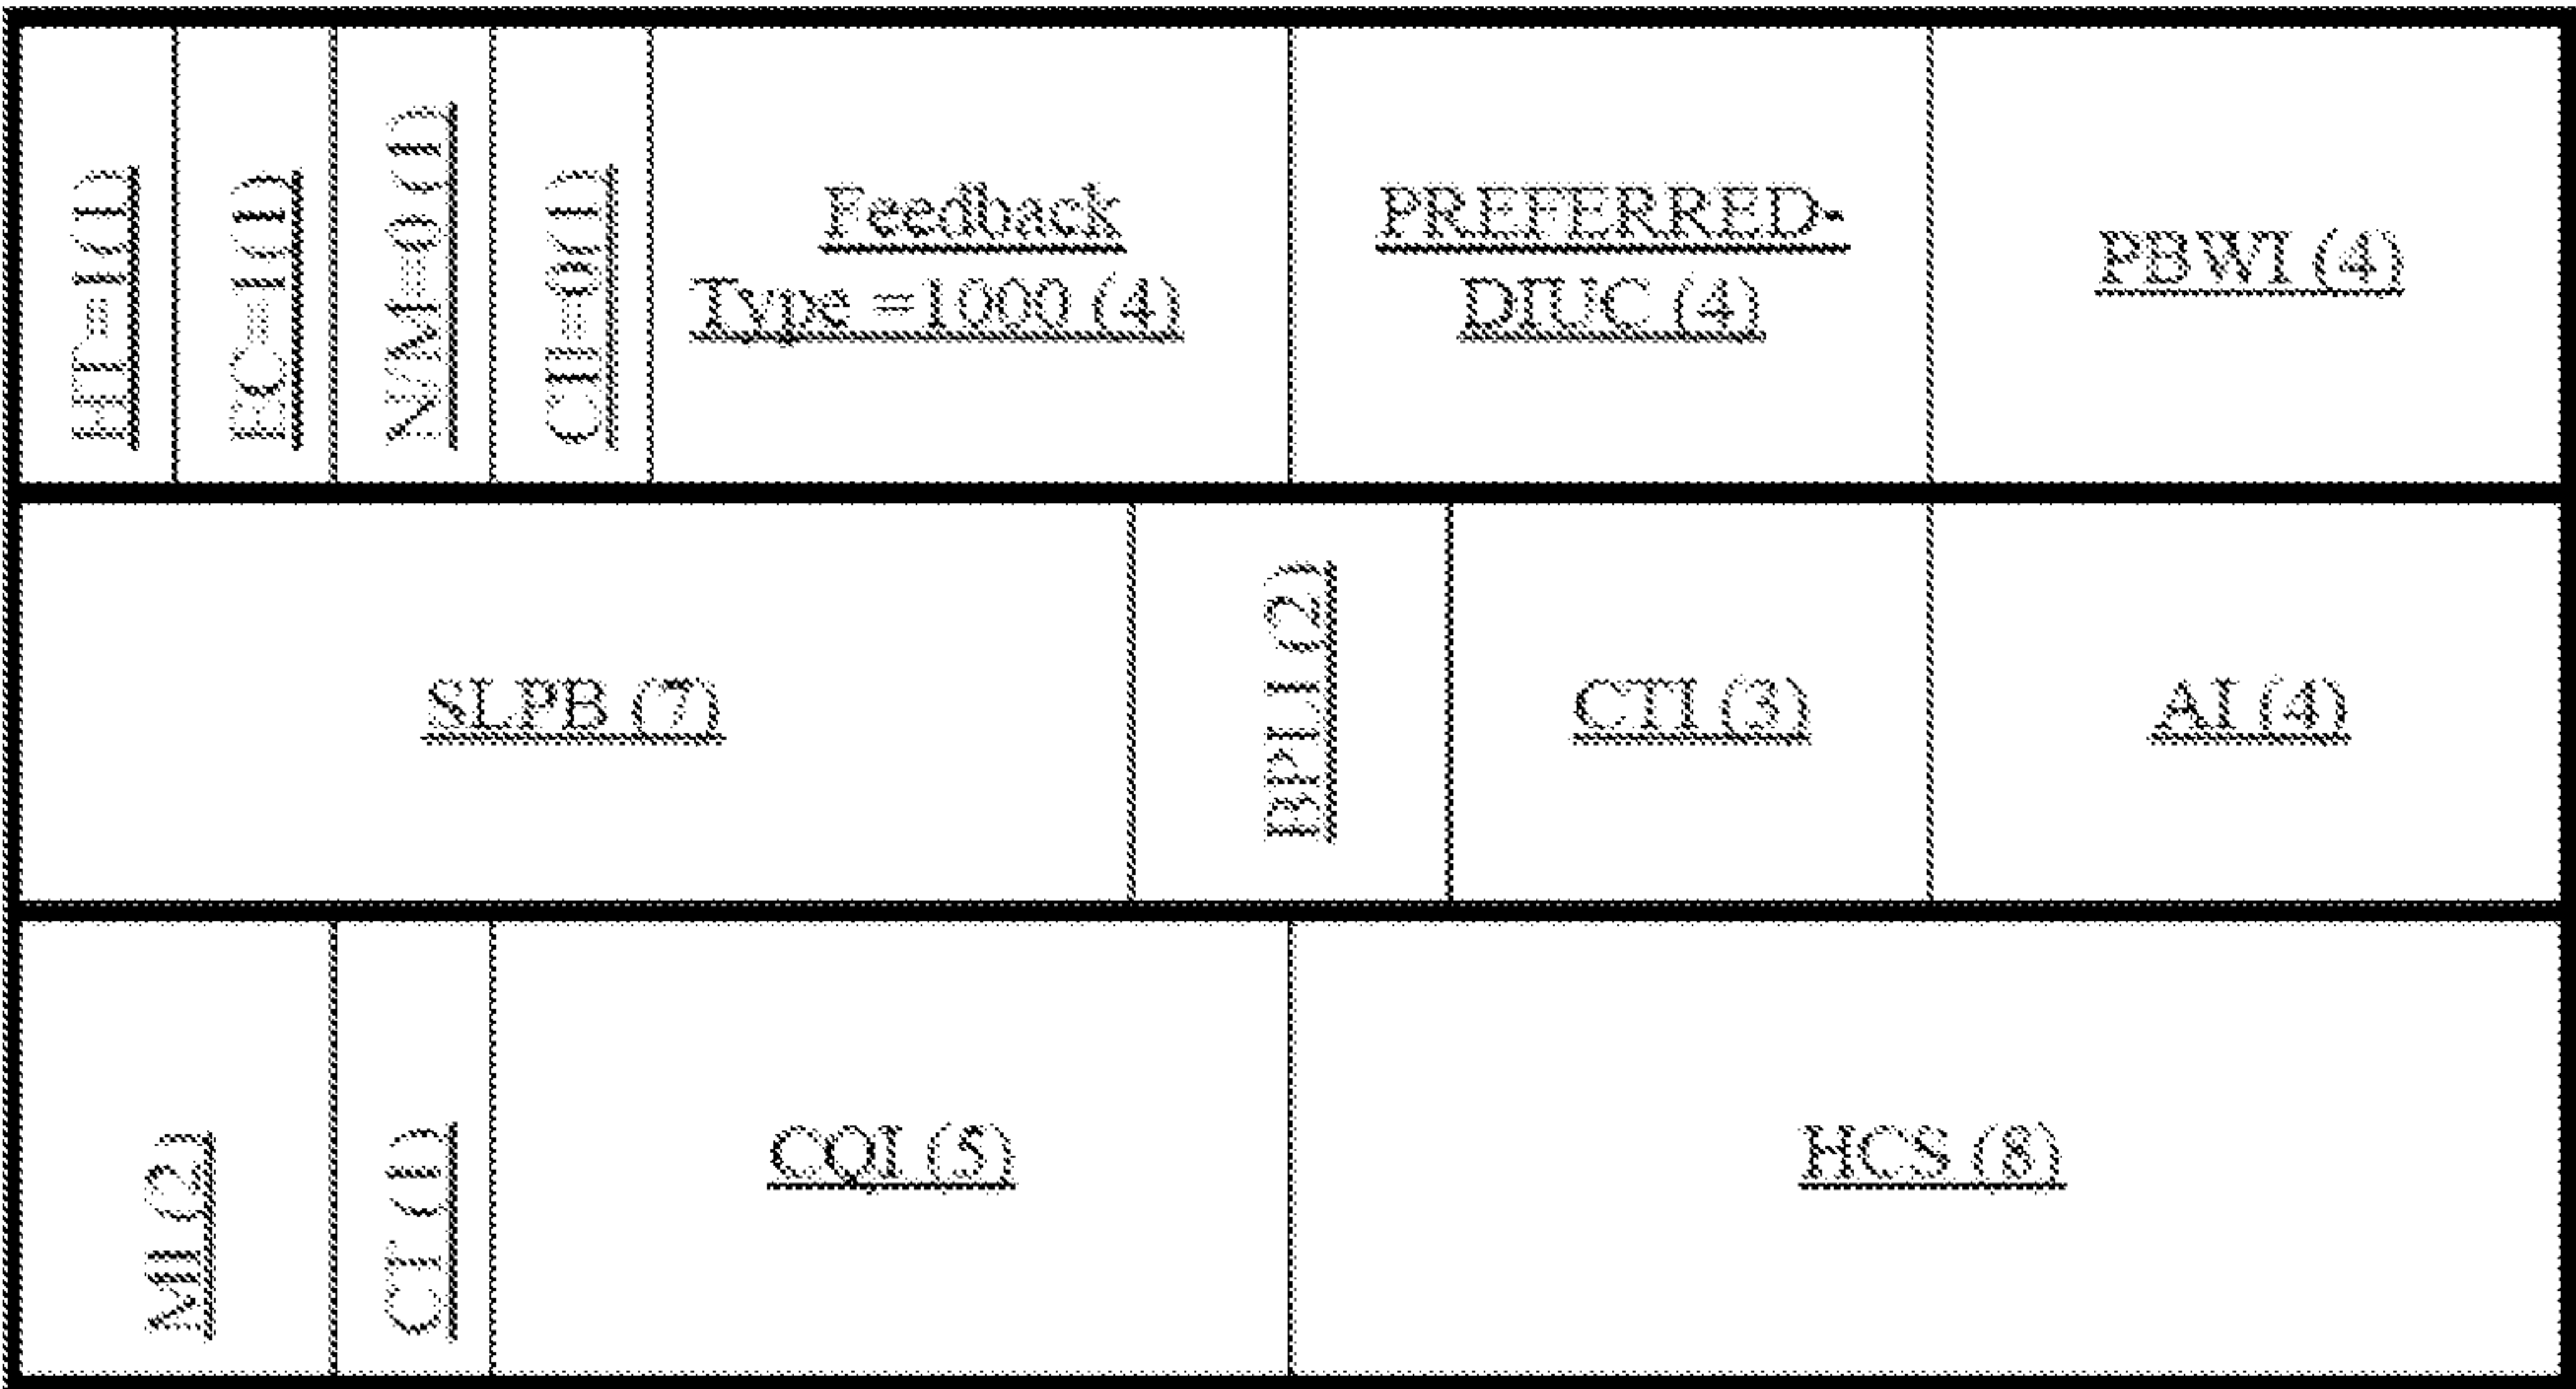 HT=1(1)
EC=1(1)
N/M=0 (1)
CII=0(1)
Feedback
Type =1000 (4)
PREFERRED-
DIUC (4)
PBWI (4)
SLPB (7)
BPLI (2)
CTI (3)
AI (4)
MI (2)
CT (1)
CQI (5)
HCS (8)